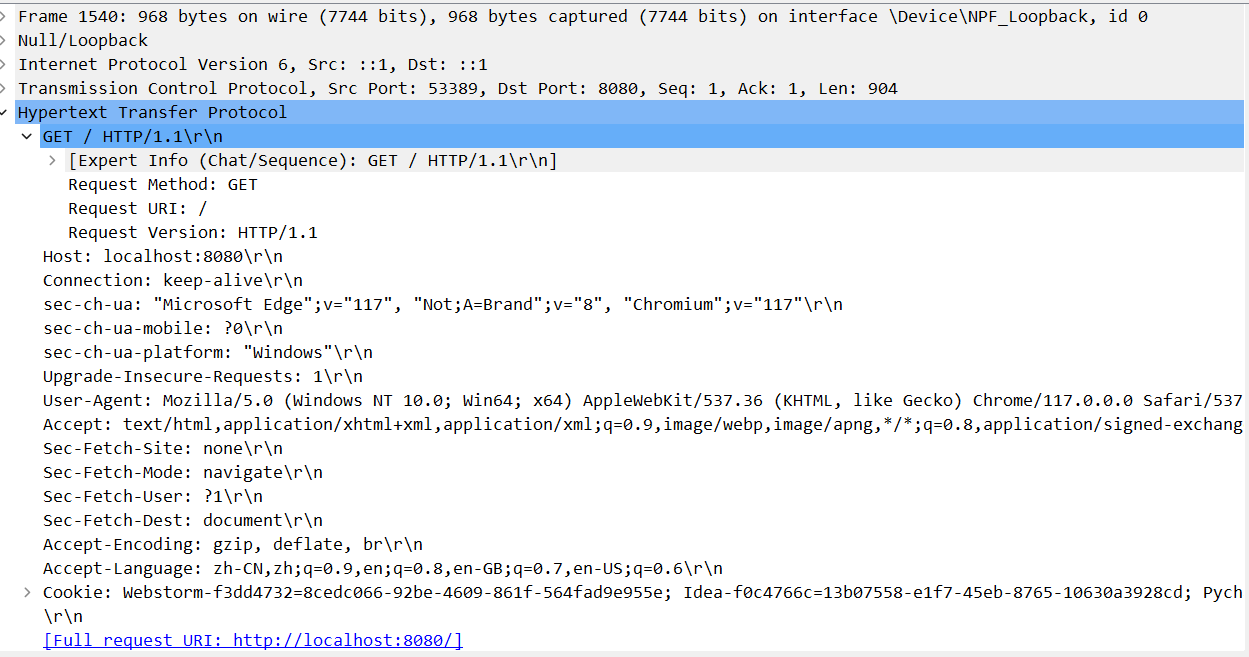 Frame 1540: 968 bytes on wire (7744 bits), 968 bytes captured (7744 bits) on interface \Device\NPF_Loopback, id 0
Null/Loopback
Internet Protocol Version 6, Src: ::1, Dst: ::1
Transmission Control Protocol, Src Port: 53389, Dst Port: 8080, Seq: 1, Ack: 1, Len: 904
Hypertext Transfer Protocol
GET / HTTP/1.1\r\n
[Expert Info (Chat/Sequence): GET / HTTP/1.1\r\n]
Request Method: GET
Request URI: /
Request Version: HTTP/1.1
Host: localhost:8080\r\n
Connection: keep-alive\r\n
sec-ch-ua: "Microsoft Edge";v="117", "Not;A=Brand";v="8", "Chromium";v="117"\r\n
sec-ch-ua-mobile: ?0\r\n
sec-ch-ua-platform: "Windows"\r\n
Upgrade-Insecure-Requests: 1\r\n
User-Agent: Mozilla/5.0 (Windows NT 10.0; Win64; x64) AppleWebKit/537.36 (KHTML, like Gecko) Chrome/117.0.0.0 Safari/537
Accept: text/html,application/xhtml+xml,application/xml;q=0.9,image/webp,image/apng,*/*;q=0.8,application/signed-exchang
Sec-Fetch-Site: none\r\n
Sec-Fetch-Mode: navigate\r\n
Sec-Fetch-User: ?1\r\n
Sec-Fetch-Dest: document\r\n
Accept-Encoding: gzip, deflate, br\r\n
Accept-Language: zh-CN,zh;q=0.9,en;q=0.8,en-GB;q=0.7,en-US;q=0.6\r\n
Cookie: Webstorm-f3dd4732=8cedc066-92be-4609-861f-564fad9e955e; Idea-f0c4766c=13b07558-e1f7-45eb-8765-10630a3928cd; Pych
\r\n
[Full request URI: http://localhost:8080/]